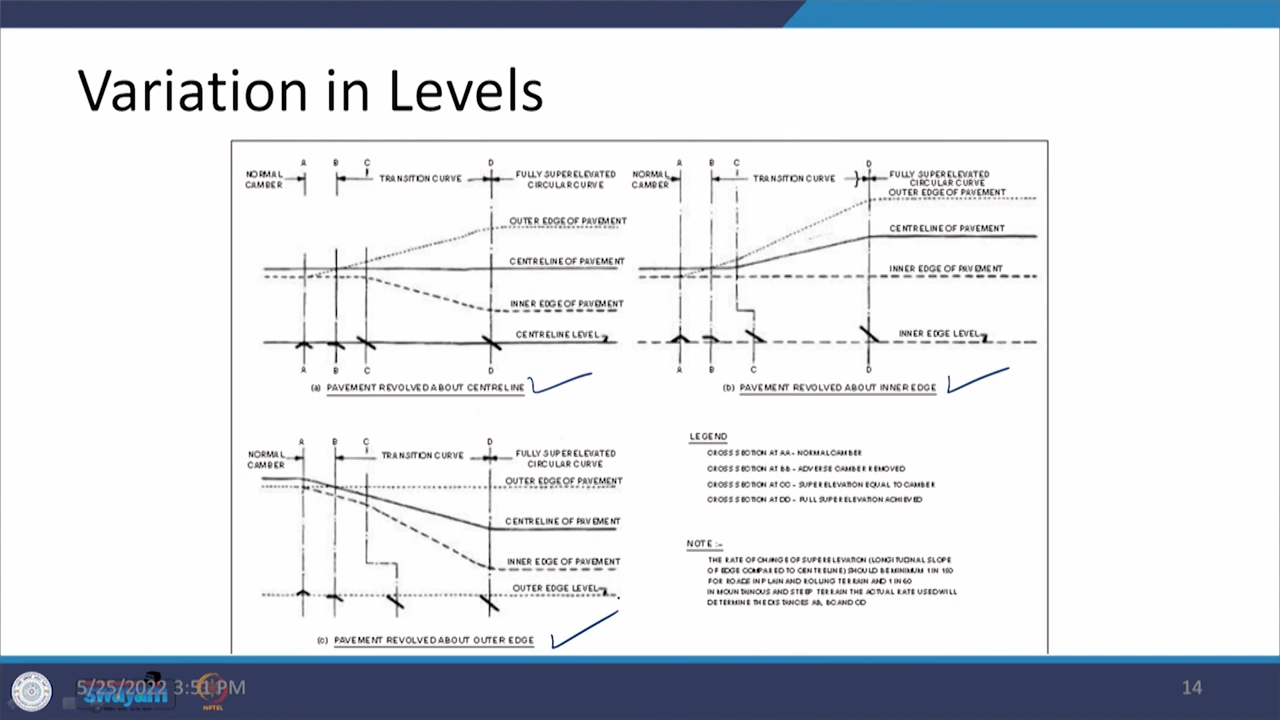 Variation in Levels
A B C D
NORMAL CAMBER
TRANSITION CURVE
FULLY SUPERELEVATED
CIRCULAR CURVE
OUTER EDGE OF PAVEMENT
CENTRELINE OF PAVEMENT
INNER EDGE OF PAVEMENT
CENTRELINE LEVEL
A B C D
(a) PAVEMENT REVOLVED ABOUT CENTRELINE
A B C D
NORMAL CAMBER
TRANSITION CURVE
FULLY SUPERELEVATED
CIRCULAR CURVE
OUTER EDGE OF PAVEMENT
CENTRELINE OF PAVEMENT
INNER EDGE OF PAVEMENT
INNER EDGE LEVEL
A B C D
(b) PAVEMENT REVOLVED ABOUT INNER EDGE
A B C D
NORMAL CAMBER
TRANSITION CURVE
FULLY SUPERELEVATED
CIRCULAR CURVE
OUTER EDGE OF PAVEMENT
CENTRELINE OF PAVEMENT
INNER EDGE OF PAVEMENT
OUTER EDGE LEVEL
(c) PAVEMENT REVOLVED ABOUT OUTER EDGE
LEGEND
CROSS SECTION AT AA - NORMAL CAMBER
CROSS SECTION AT BB - ADVERSE CAMBER REMOVED
CROSS SECTION AT CC - SUPERELEVATION EQUAL TO CAMBER
CROSS SECTION AT DD - FULL SUPERELEVATION ACHIEVED
NOTE :-
THE RATE OF CHANGE OF SUPERELEVATION (LONGITUDINAL SLOPE
OF EDGE COMPARED TO CENTRELINE) SHOULD BE MINIMUM 1 IN 150
FOR ROADS IN PLAIN AND ROLLING TERRAIN AND 1 IN 60
IN MOUNTAINOUS AND STEEP TERRAIN THE ACTUAL RATE USED WILL
DETERMINE THE DISTANCES AB, BC AND CD
5/25/2022 3:51 PM
swayam
NPTEL
14